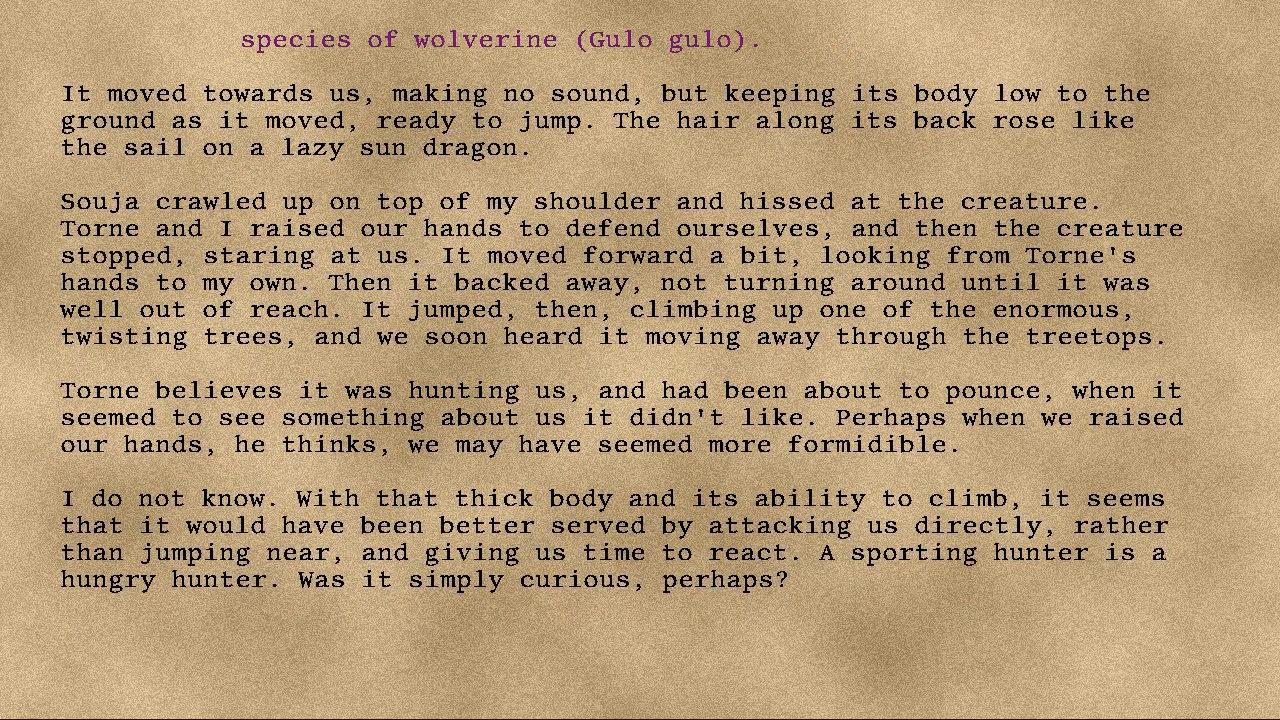 species of wolverine (Gulo gulo).
It moved towards us, making no sound, but keeping its body low to the
ground as it moved, ready to jump. The hair along its back rose like
the sail on a lazy sun dragon.
Souja crawled up on top of my shoulder and hissed at the creature.
Torne and I raised our hands to defend ourselves, and then the creature
stopped, staring at us. It moved forward a bit, looking from Torne's
hands to my own. Then it backed away, not turning around until it was
well out of reach. It jumped, then, climbing up one of the enormous,
twisting trees, and we soon heard it moving away through the treetops.
Torne believes it was hunting us, and had been about to pounce, when it
seemed to see something about us it didn't like. Perhaps when we raised
our hands, he thinks, we may have seemed more formidible.
I do not know. With that thick body and its ability to climb, it seems
that it would have been better served by attacking us directly, rather
than jumping near, and giving us time to react. A sporting hunter is a
hungry hunter. Was it simply curious, perhaps?